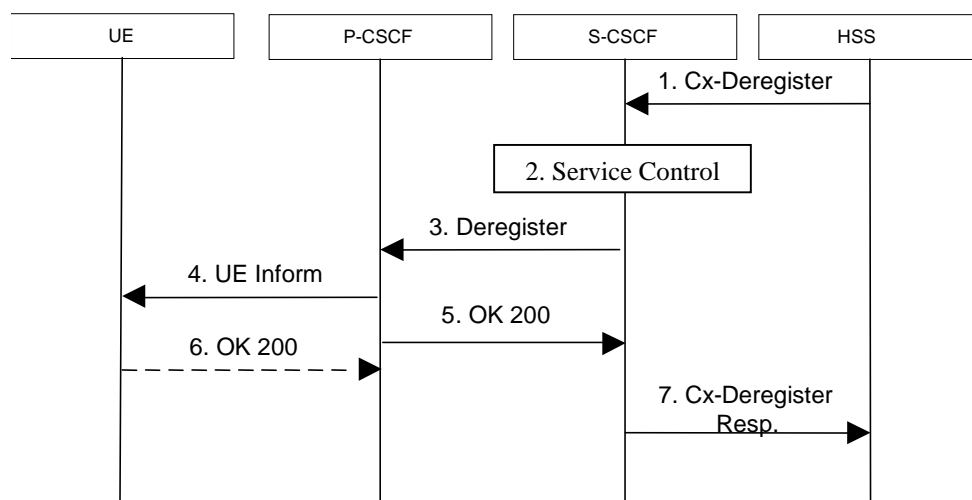 UE
P-CSCF
S-CSCF
HSS
1. Cx-Deregister
2. Service Control
3. Deregister
4. UE Inform
5. OK 200
6. OK 200
7. Cx-Deregister
Resp.